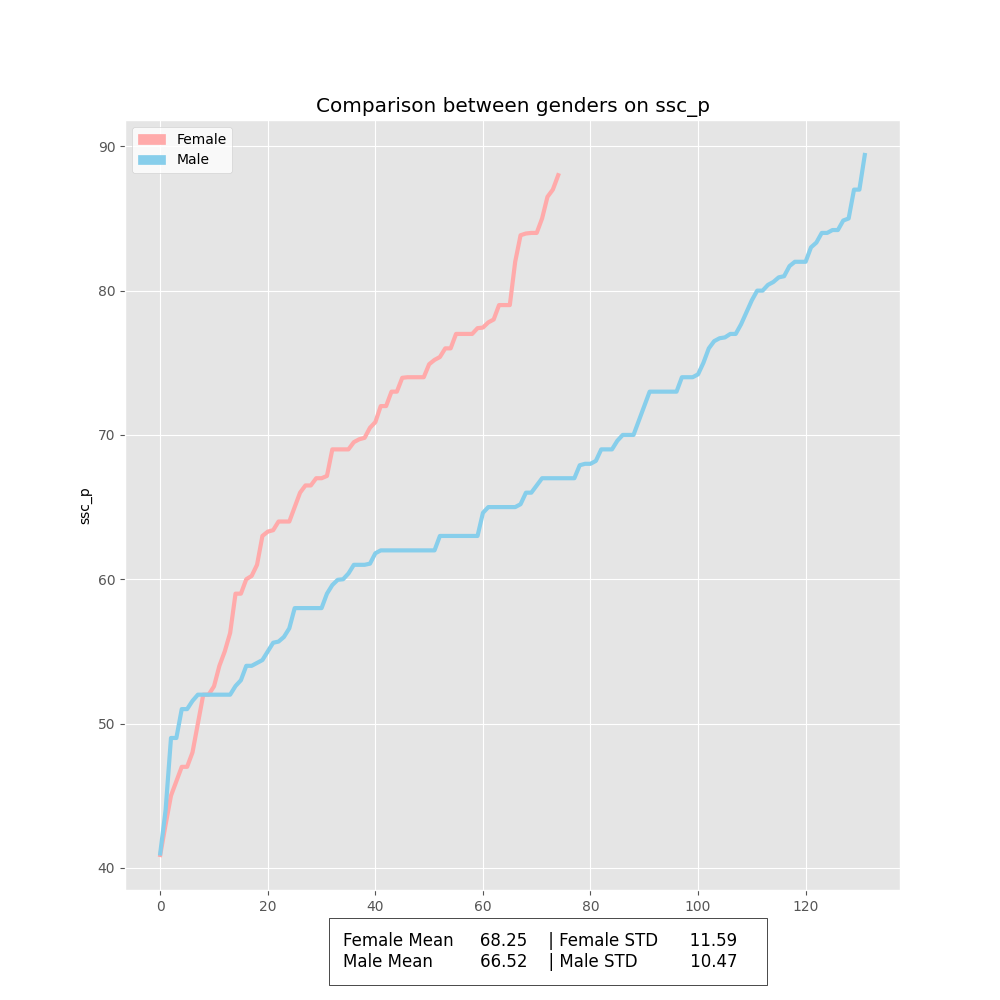 Comparison between genders on ssc_p
Female
Male
90
80
70
60
50
40
ssc_p
0 20 40 60 80 100 120
Female Mean 68.25 | Female STD 11.59
Male Mean 66.52 | Male STD 10.47